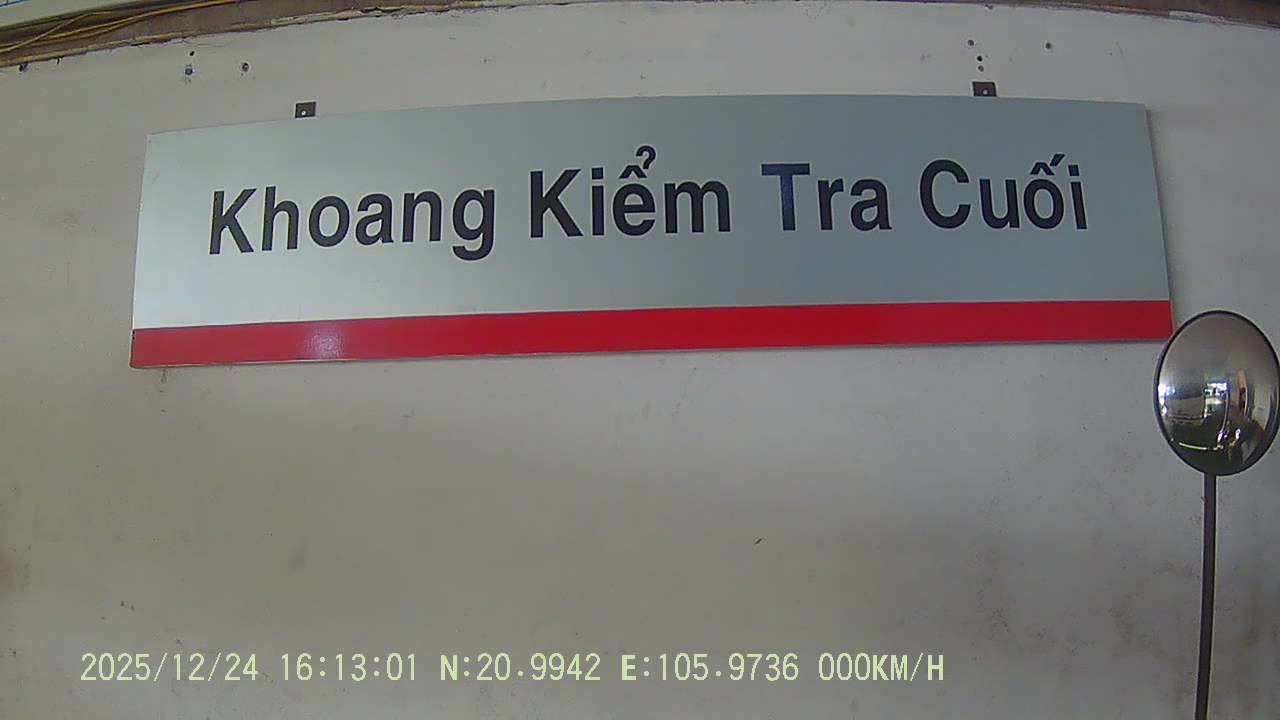 Khoang Kiểm Tra Cuối
2025/12/24 16:13:01 N:20.9942 E:105.9736 000KM/H